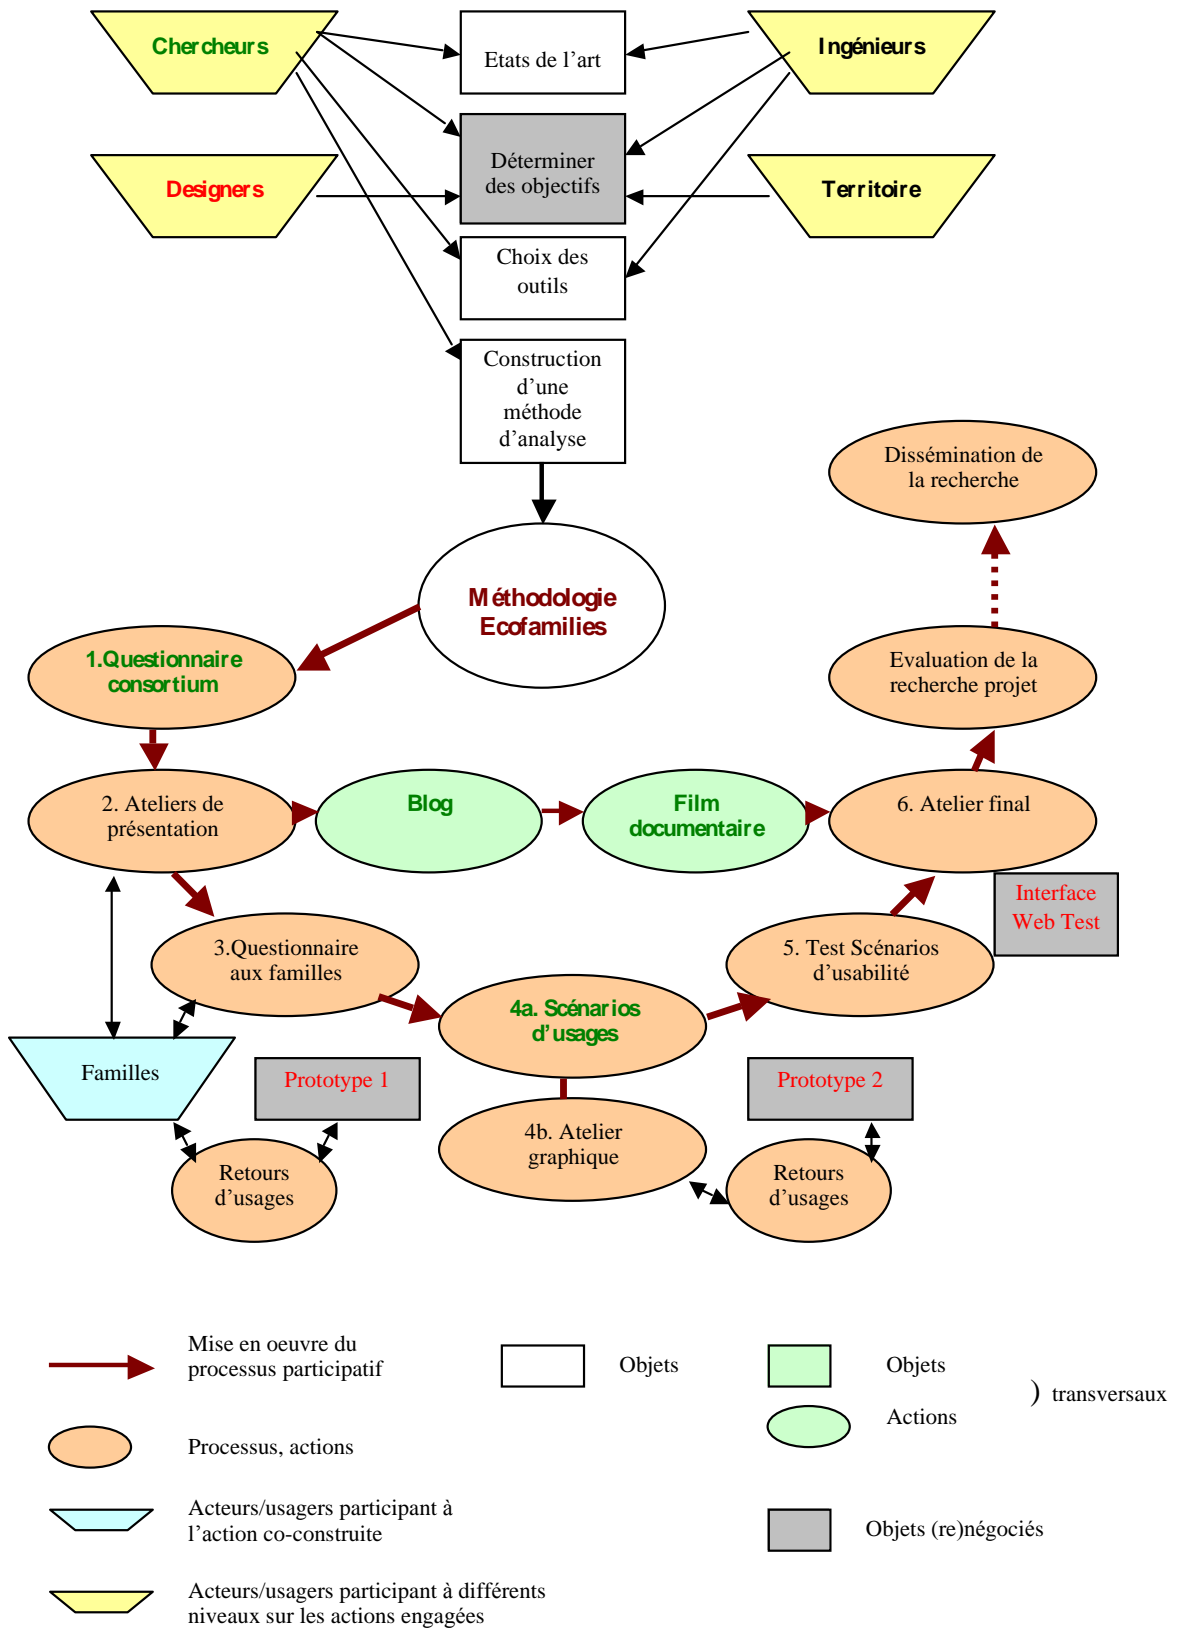 Chercheurs
Etats de l’art
Ingénieurs
Déterminer
des objectifs
Designers
Territoire
Choix des
outils
Construction
d’une
méthode
d’analyse
Dissémination de
la recherche
Méthodologie
Ecofamilies
1.Questionnaire
consortium
Evaluation de la
recherche projet
2. Ateliers de
présentation
Blog
Film
documentaire
6. Atelier final
Interface
Web Test
3.Questionnaire
aux familles
5. Test Scénarios
d’usabilité
4a. Scénarios
d’usages
Familles
Prototype 1
Prototype 2
4b. Atelier
graphique
Retours
d’usages
Retours
d’usages
Mise en oeuvre du
processus participatif
Objets
Objets
) transversaux
Actions
Processus, actions
Acteurs/usagers participant à
l’action co-construite
Objets (re)négociés
Acteurs/usagers participant à différents
niveaux sur les actions engagées